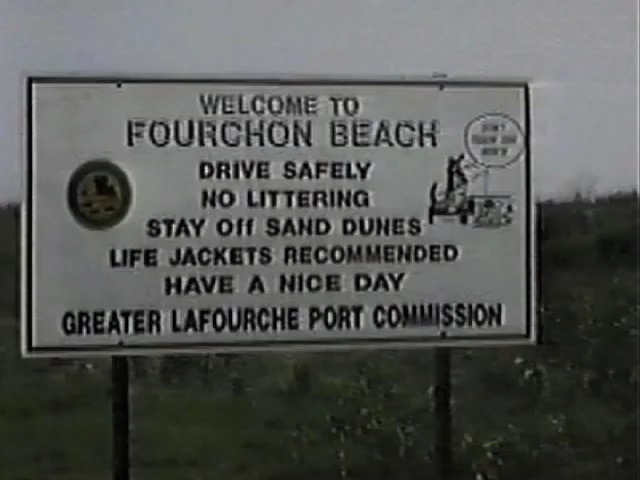 WELCOME TO
FOURCHON BEACH
DRIVE SAFELY
NO LITTERING
STAY Off SAND DUNES
LIFE JACKETS RECOMMENDED
HAVE A NICE DAY
GREATER LAFOURCHE PORT COMMISSION